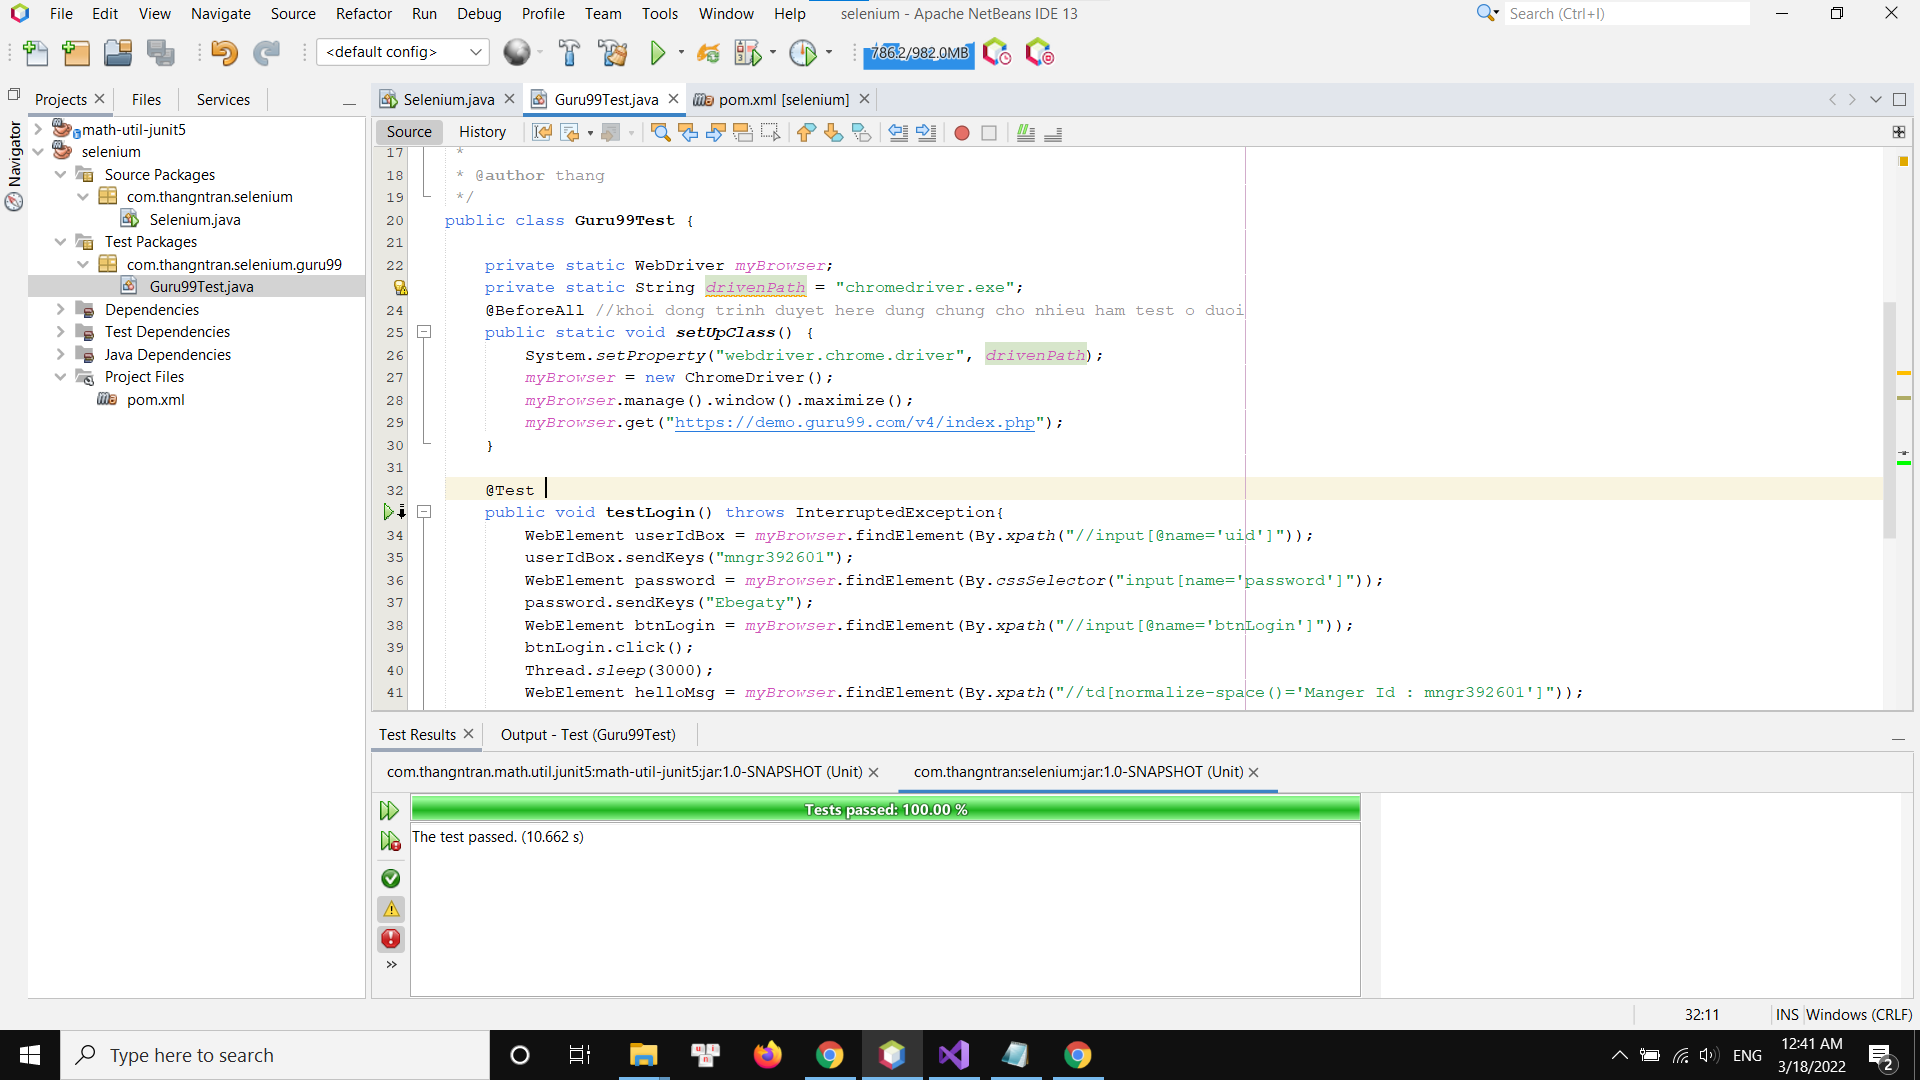 File Edit View Navigate Source Refactor Run Debug Profile Team Tools Window Help selenium - Apache NetBeans IDE 13 Search (Ctrl+I)
<default config> 786.2/982.0MB
Projects Files Services Selenium.java Guru99Test.java pom.xml [selenium]
Navigator
Source History
math-util-junit5
selenium
Source Packages
com.thangntran.selenium
Selenium.java
Test Packages
com.thangntran.selenium.guru99
Guru99Test.java
Dependencies
Test Dependencies
Java Dependencies
Project Files
pom.xml
17 *
18 * @author thang
19 */
20 public class Guru99Test {
21
22 private static WebDriver myBrowser;
private static String drivenPath = "chromedriver.exe";
24 @BeforeAll //khoi dong trinh duyet here dung chung cho nhieu ham test o duoi
25 public static void setUpClass() {
26 System.setProperty("webdriver.chrome.driver", drivenPath);
27 myBrowser = new ChromeDriver();
28 myBrowser.manage().window().maximize();
29 myBrowser.get("https://demo.guru99.com/v4/index.php");
30 }
31
32 @Test
public void testLogin() throws InterruptedException{
34 WebElement userIdBox = myBrowser.findElement(By.xpath("//input[@name='uid']"));
35 userIdBox.sendKeys("mngr392601");
36 WebElement password = myBrowser.findElement(By.cssSelector("input[name='password']"));
37 password.sendKeys("Ebegaty");
38 WebElement btnLogin = myBrowser.findElement(By.xpath("//input[@name='btnLogin']"));
39 btnLogin.click();
40 Thread.sleep(3000);
41 WebElement helloMsg = myBrowser.findElement(By.xpath("//td[normalize-space()='Manger Id : mngr392601']"));
Test Results Output - Test (Guru99Test)
com.thangntran.math.util.junit5:math-util-junit5:jar:1.0-SNAPSHOT (Unit) com.thangntran:selenium:jar:1.0-SNAPSHOT (Unit)
Tests passed: 100.00 %
The test passed. (10.662 s)
32:11 INS Windows (CRLF)
Type here to search
ENG
12:41 AM
3/18/2022
2